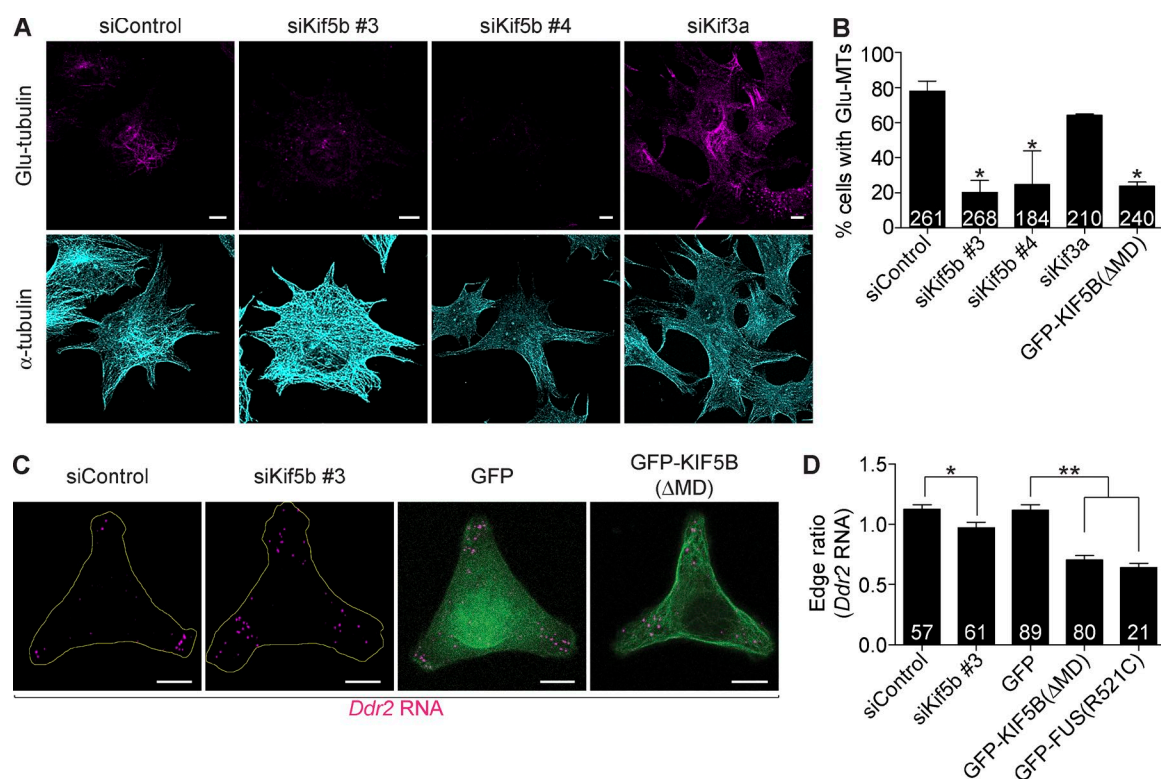 A
siControl
siKif5b #3
siKif5b #4
siKif3a
Glu-tubulin
α-tubulin
B
% cells with Glu-MTs
100
80
60
40
20
0
*
*
*
261
268
184
210
240
siControl
siKif5b #3
siKif5b #4
siKif3a
GFP-KIF5B(ΔMD)
C
siControl
siKif5b #3
GFP
GFP-KIF5B
(ΔMD)
Ddr2 RNA
D
Edge ratio
(Ddr2 RNA)
1.5
1.0
0.5
0.0
*
**
57
61
89
80
21
siControl
siKif5b #3
GFP
GFP-KIF5B(ΔMD)
GFP-FUS(R521C)